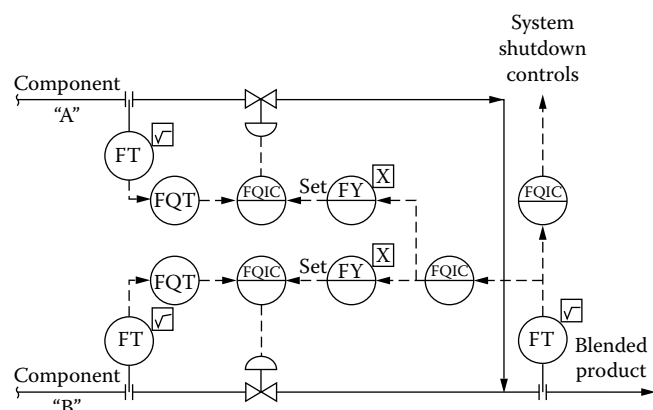 System
shutdown
controls
Component
“A”
FT
√
FQT
FQIC
Set
FY
X
FQIC
FQT
FQIC
Set
FY
X
FQIC
FT
√
FT
√
Blended
product
Component
“B”